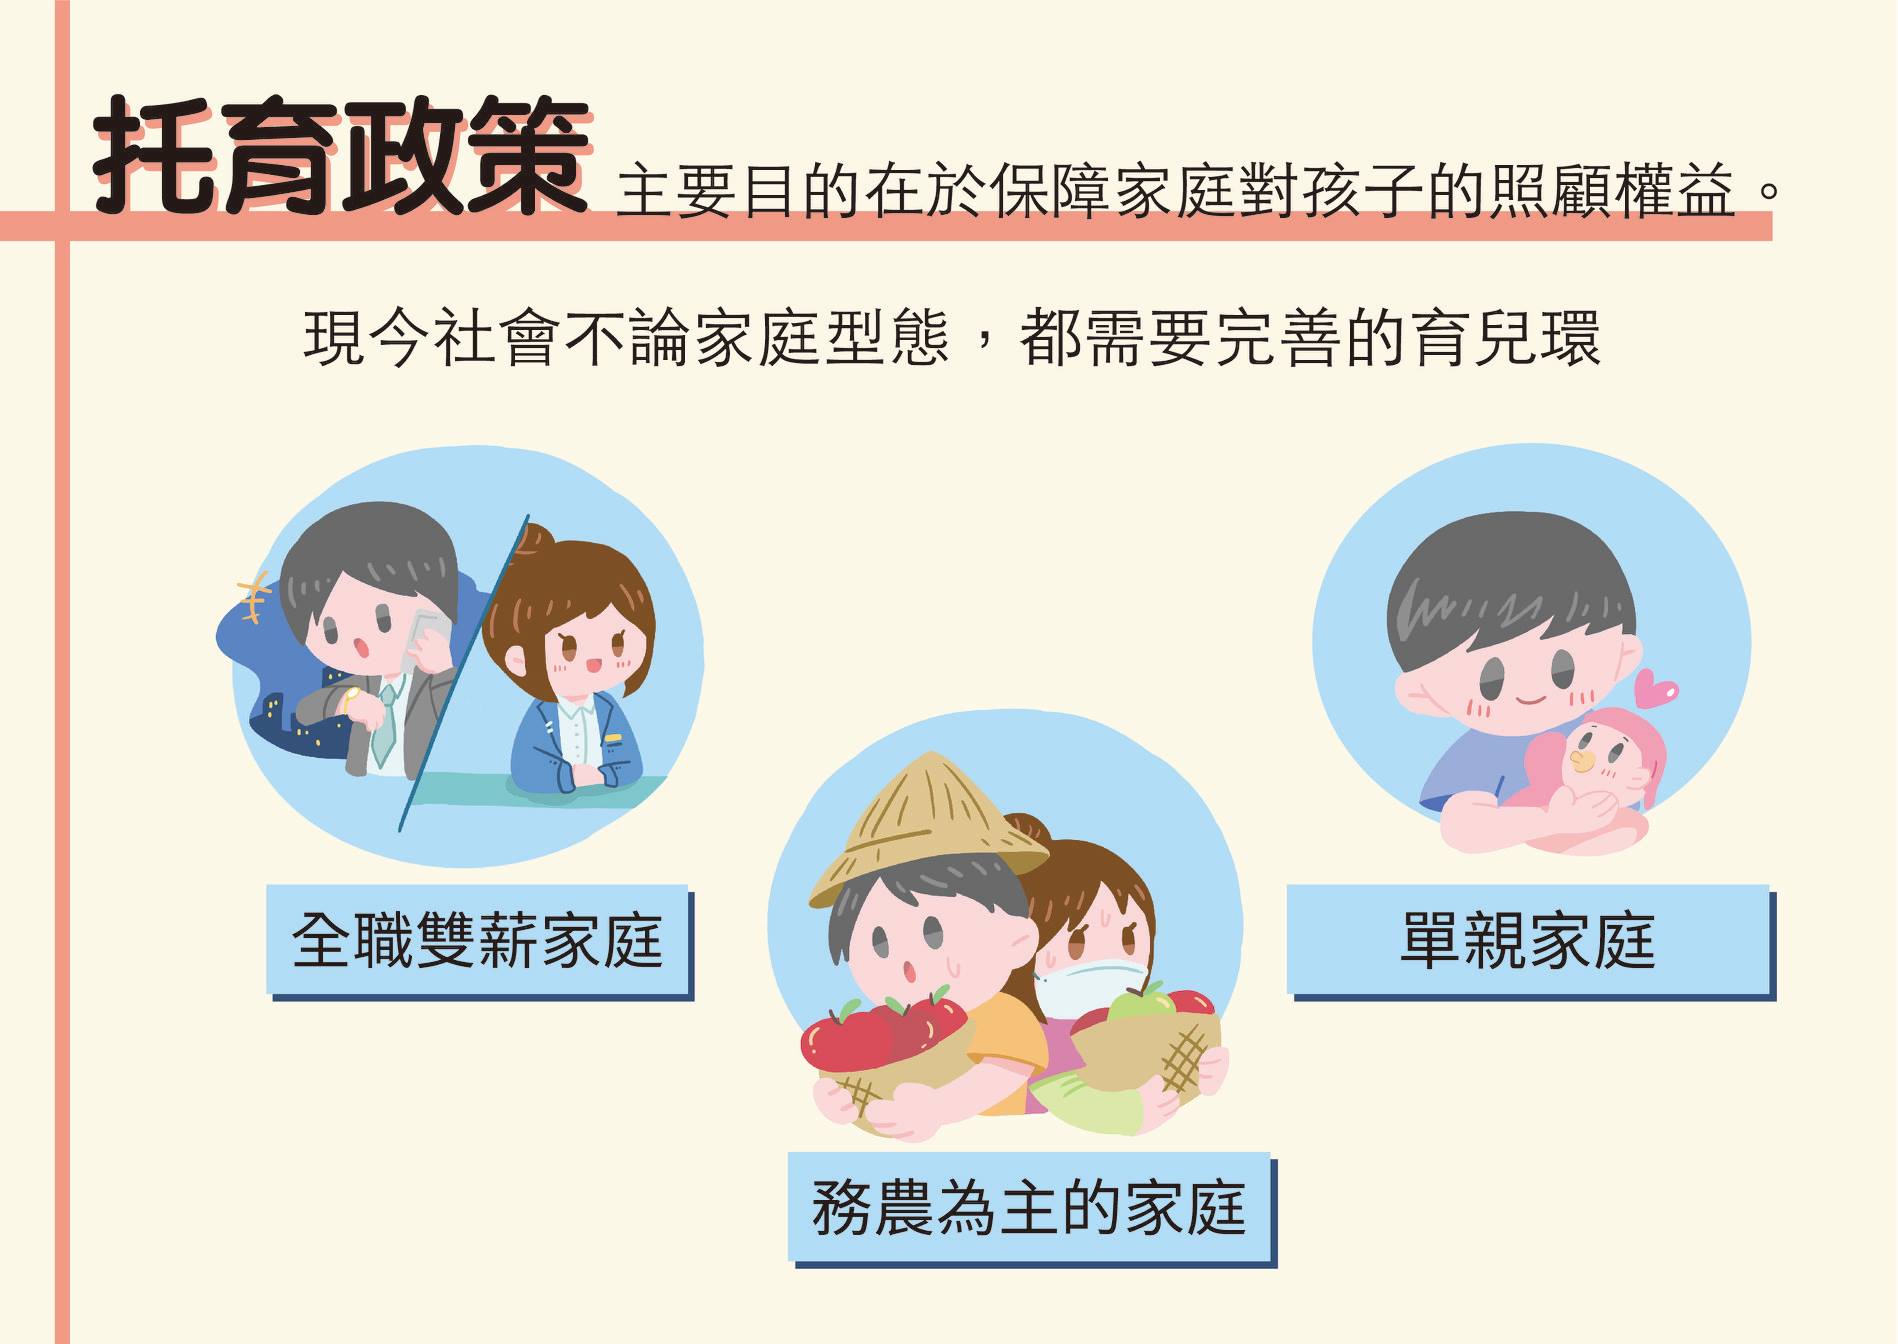 托育政策 主要目的在於保障家庭對孩子的照顧權益。
現今社會不論家庭型態，都需要完善的育兒環
全職雙薪家庭
單親家庭
務農為主的家庭